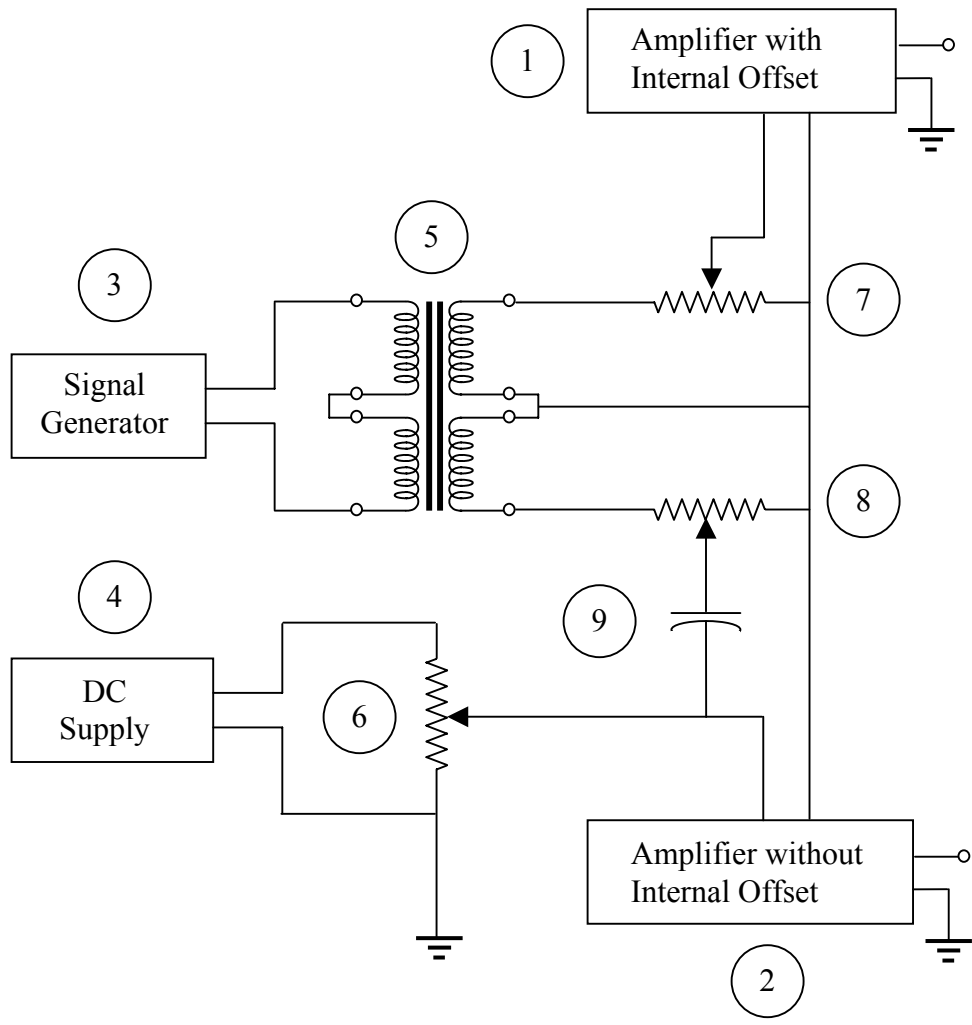 1
Amplifier with
Internal Offset
5
3
7
Signal
Generator
8
4
9
DC
Supply
6
Amplifier without
Internal Offset
2